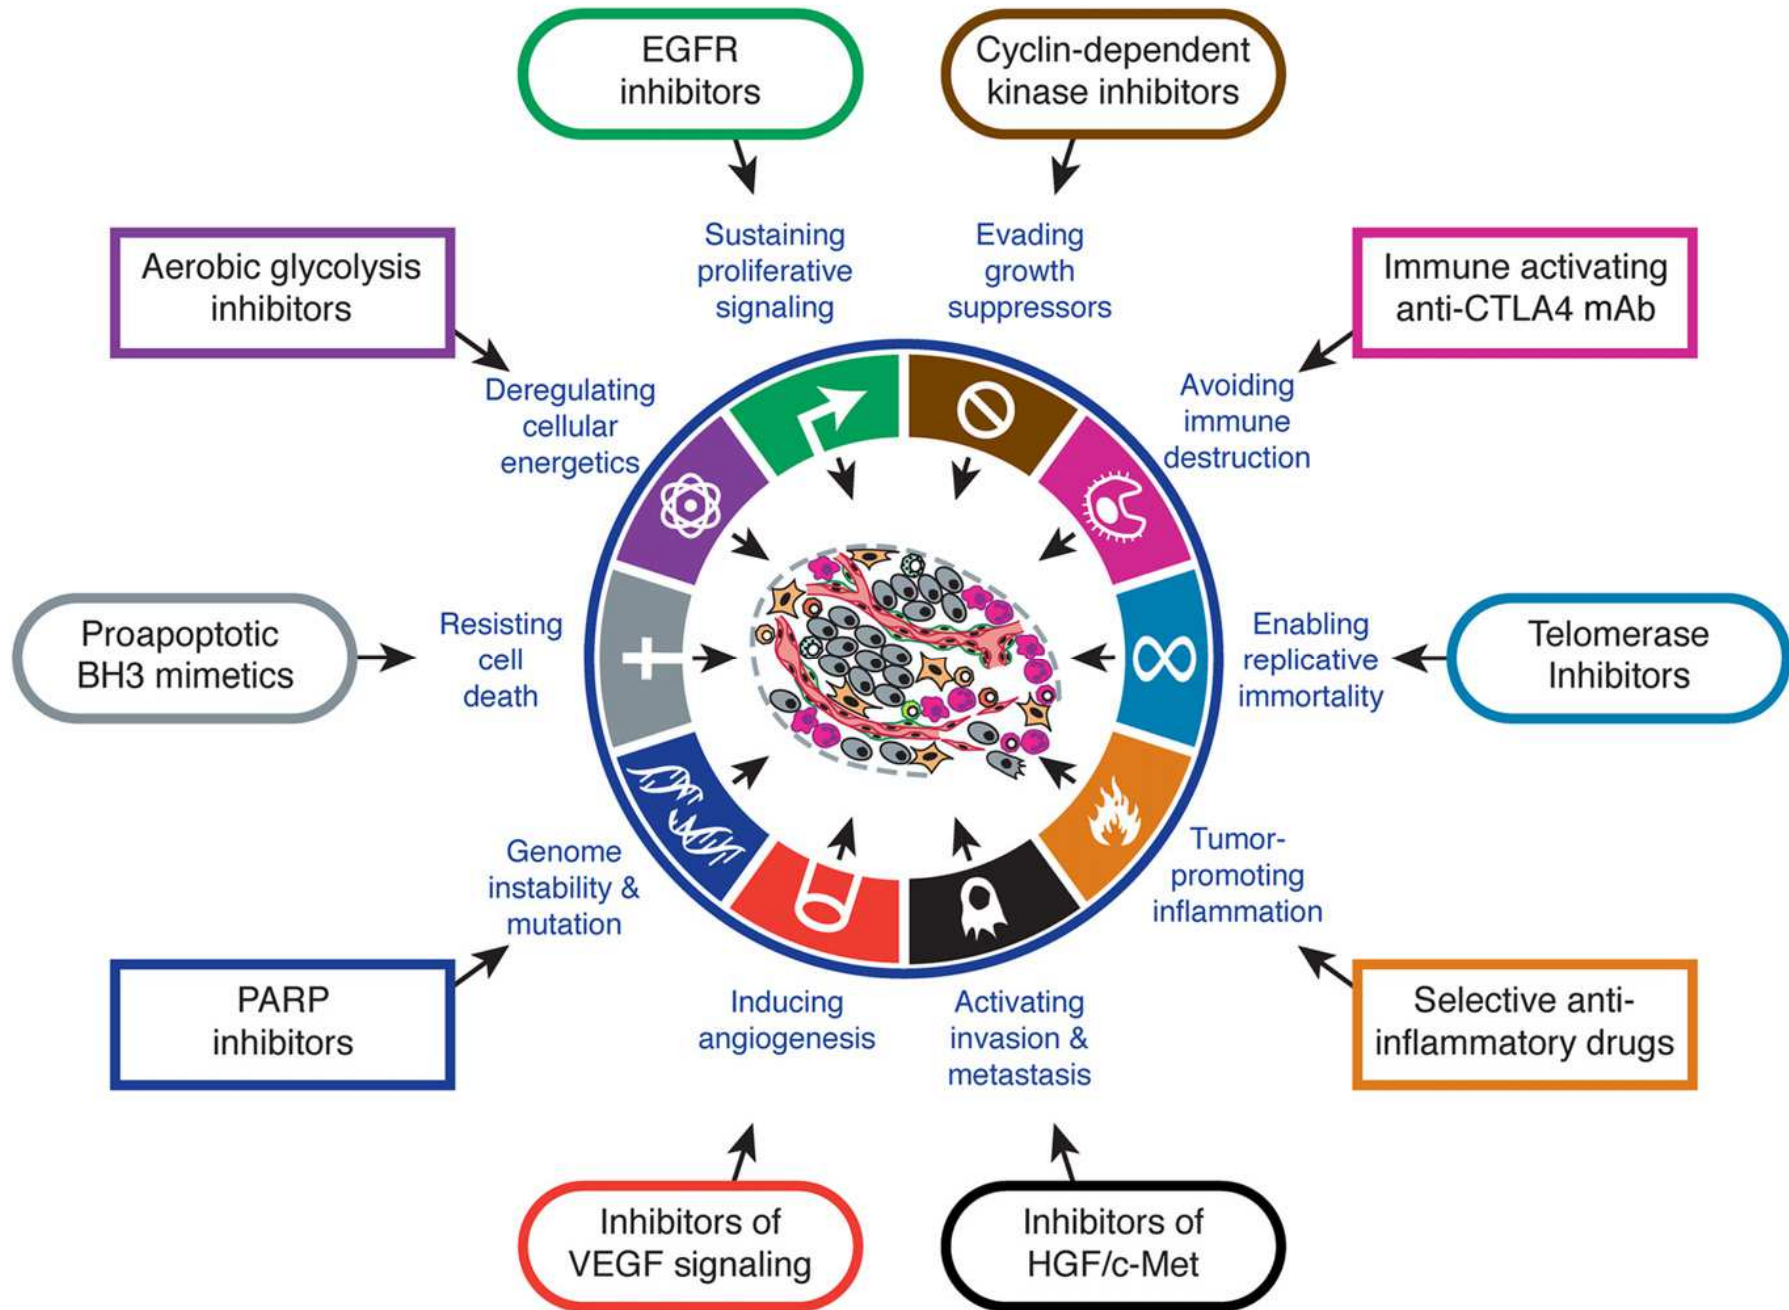 EGFR
inhibitors
Cyclin-dependent
kinase inhibitors
Sustaining
proliferative
signaling
Evading
growth
suppressors
Aerobic glycolysis
inhibitors
Immune activating
anti-CTLA4 mAb
Deregulating
cellular
energetics
Avoiding
immune
destruction
Proapoptotic
BH3 mimetics
Resisting
cell
death
Enabling
replicative
immortality
Telomerase
Inhibitors
Genome
instability &
mutation
Tumor-
promoting
inflammation
PARP
inhibitors
Inducing
angiogenesis
Activating
invasion &
metastasis
Selective anti-
inflammatory drugs
Inhibitors of
VEGF signaling
Inhibitors of
HGF/c-Met